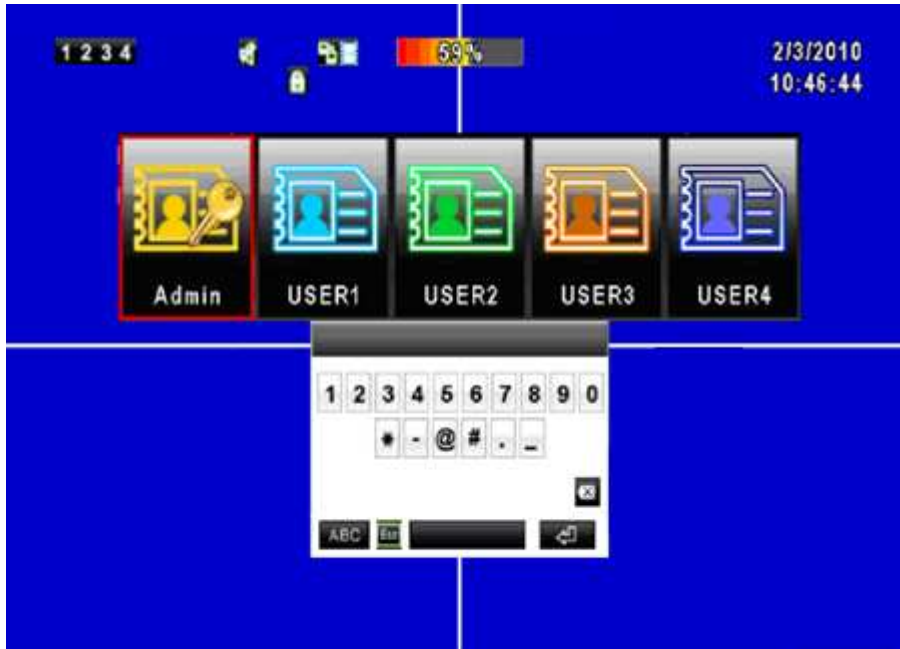 1 2 3 4
59%
2/3/2010
10:46:44
Admin
USER1
USER2
USER3
USER4
1 2 3 4 5 6 7 8 9 0
* - @ # . _
ABC
Esc